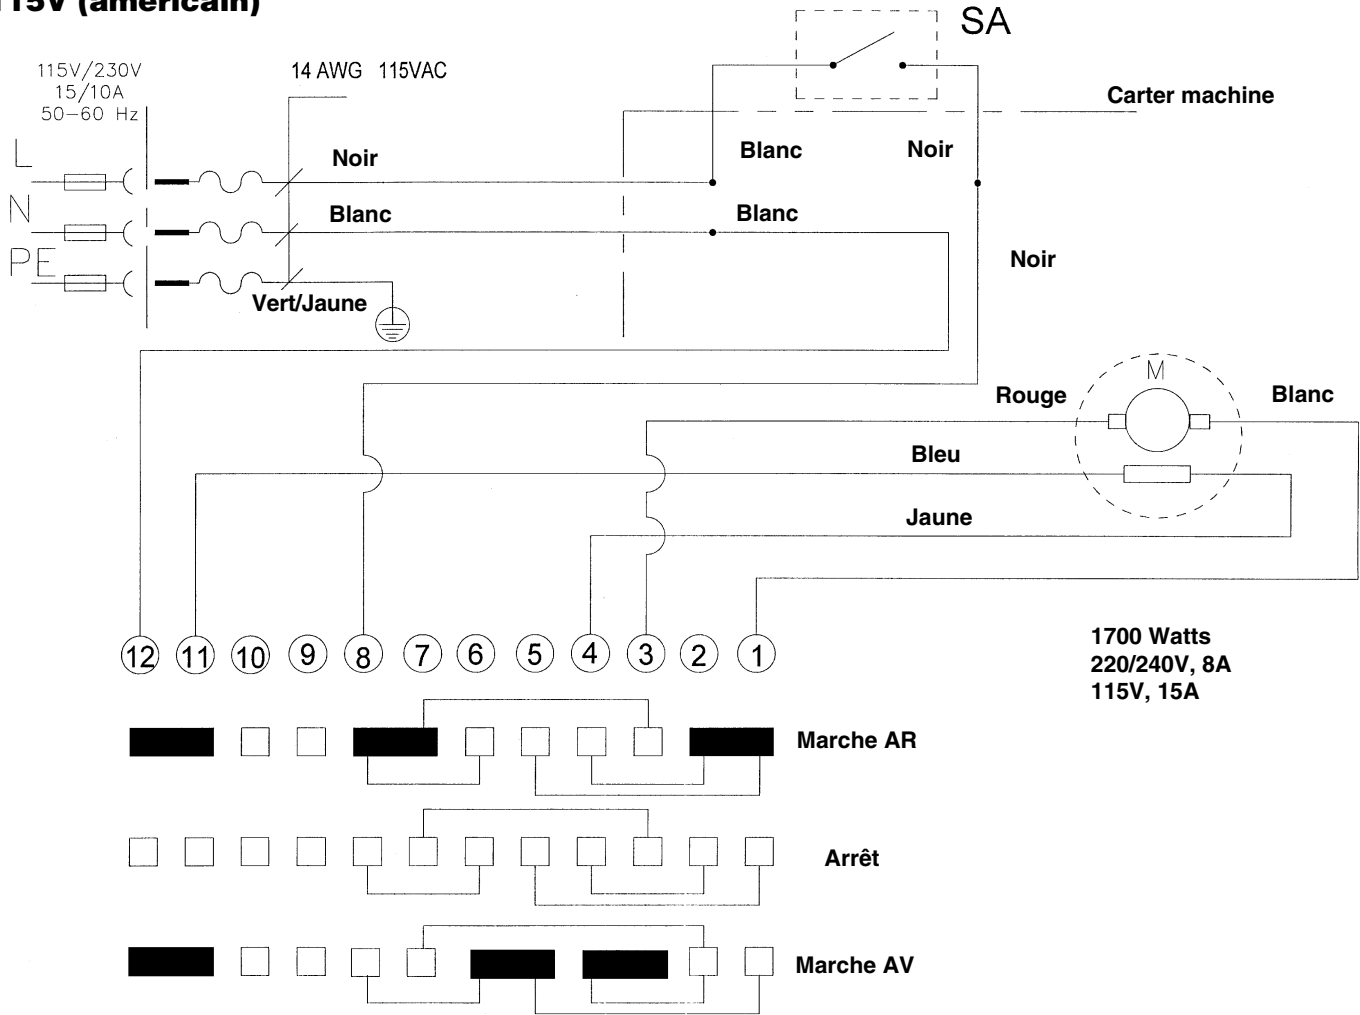 115V (américain)
SA
115V/230V
15/10A
50-60 Hz
14 AWG 115VAC
Carter machine
L
Noir
Blanc
Noir
N
Blanc
Blanc
PE
Noir
Vert/Jaune
M
Rouge
Blanc
Bleu
Jaune
12 11 10 9 8 7 6 5 4 3 2 1
1700 Watts
220/240V, 8A
115V, 15A
Marche AR
Arrêt
Marche AV